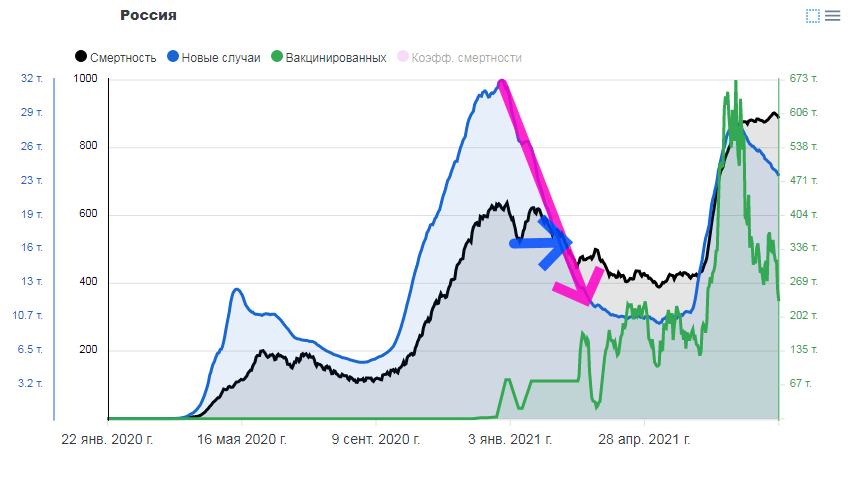 Россия
Смертность Новые случаи Вакцинированных Коэфф. смертности
32 т. 1000 673 т.
29 т. 606 т.
26 т. 800 538 т.
23 т. 471 т.
19 т. 600 404 т.
16 т. 336 т.
13 т. 400 269 т.
10.7 т. 202 т.
6.5 т. 200 135 т.
3.2 т. 67 т.
22 янв. 2020 г. 16 мая 2020 г. 9 сент. 2020 г. 3 янв. 2021 г. 28 апр. 2021 г.